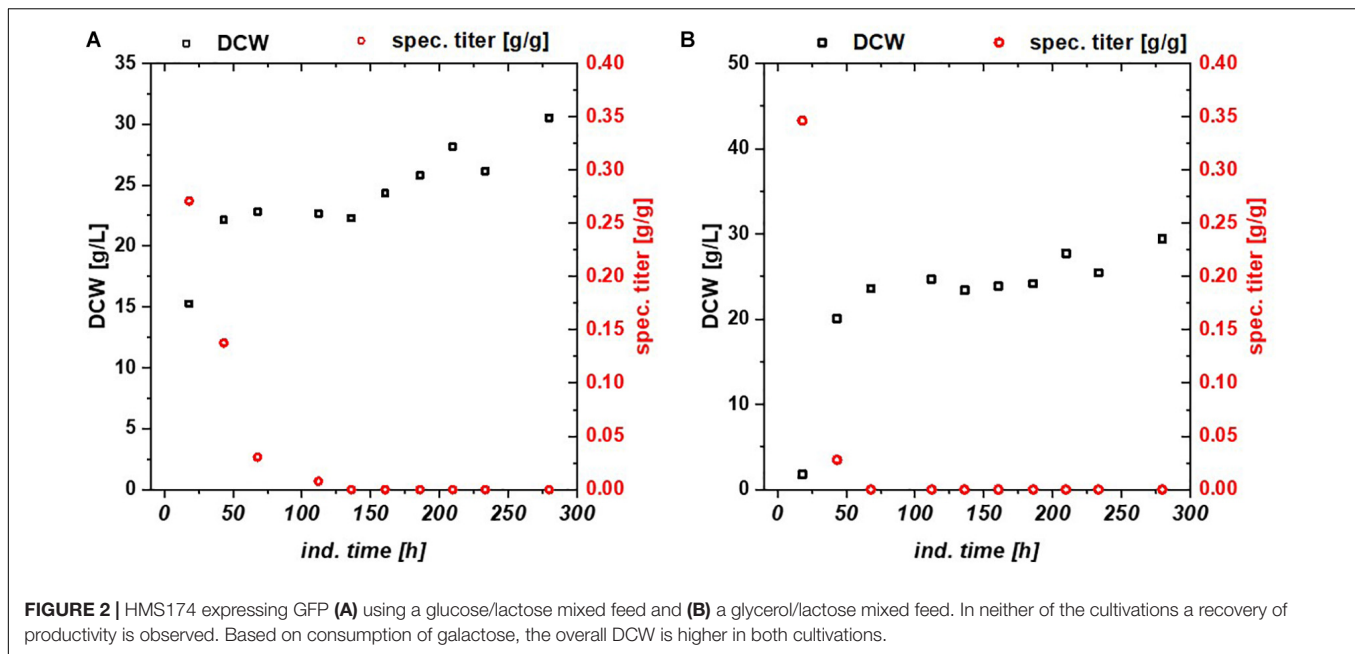 A
DCW
spec. titer [g/g]
35
30
25
20
15
10
5
0
DCW [g/L]
0.40
0.35
0.30
0.25
0.20
0.15
0.10
0.05
0.00
spec. titer [g/g]
0 50 100 150 200 250 300
ind. time [h]
B
DCW
spec. titer [g/g]
50
40
30
20
10
0
DCW [g/L]
0.40
0.35
0.30
0.25
0.20
0.15
0.10
0.05
0.00
spec. titer [g/g]
0 50 100 150 200 250 300
ind. time [h]
FIGURE 2 | HMS174 expressing GFP (A) using a glucose/lactose mixed feed and (B) a glycerol/lactose mixed feed. In neither of the cultivations a recovery of
productivity is observed. Based on consumption of galactose, the overall DCW is higher in both cultivations.